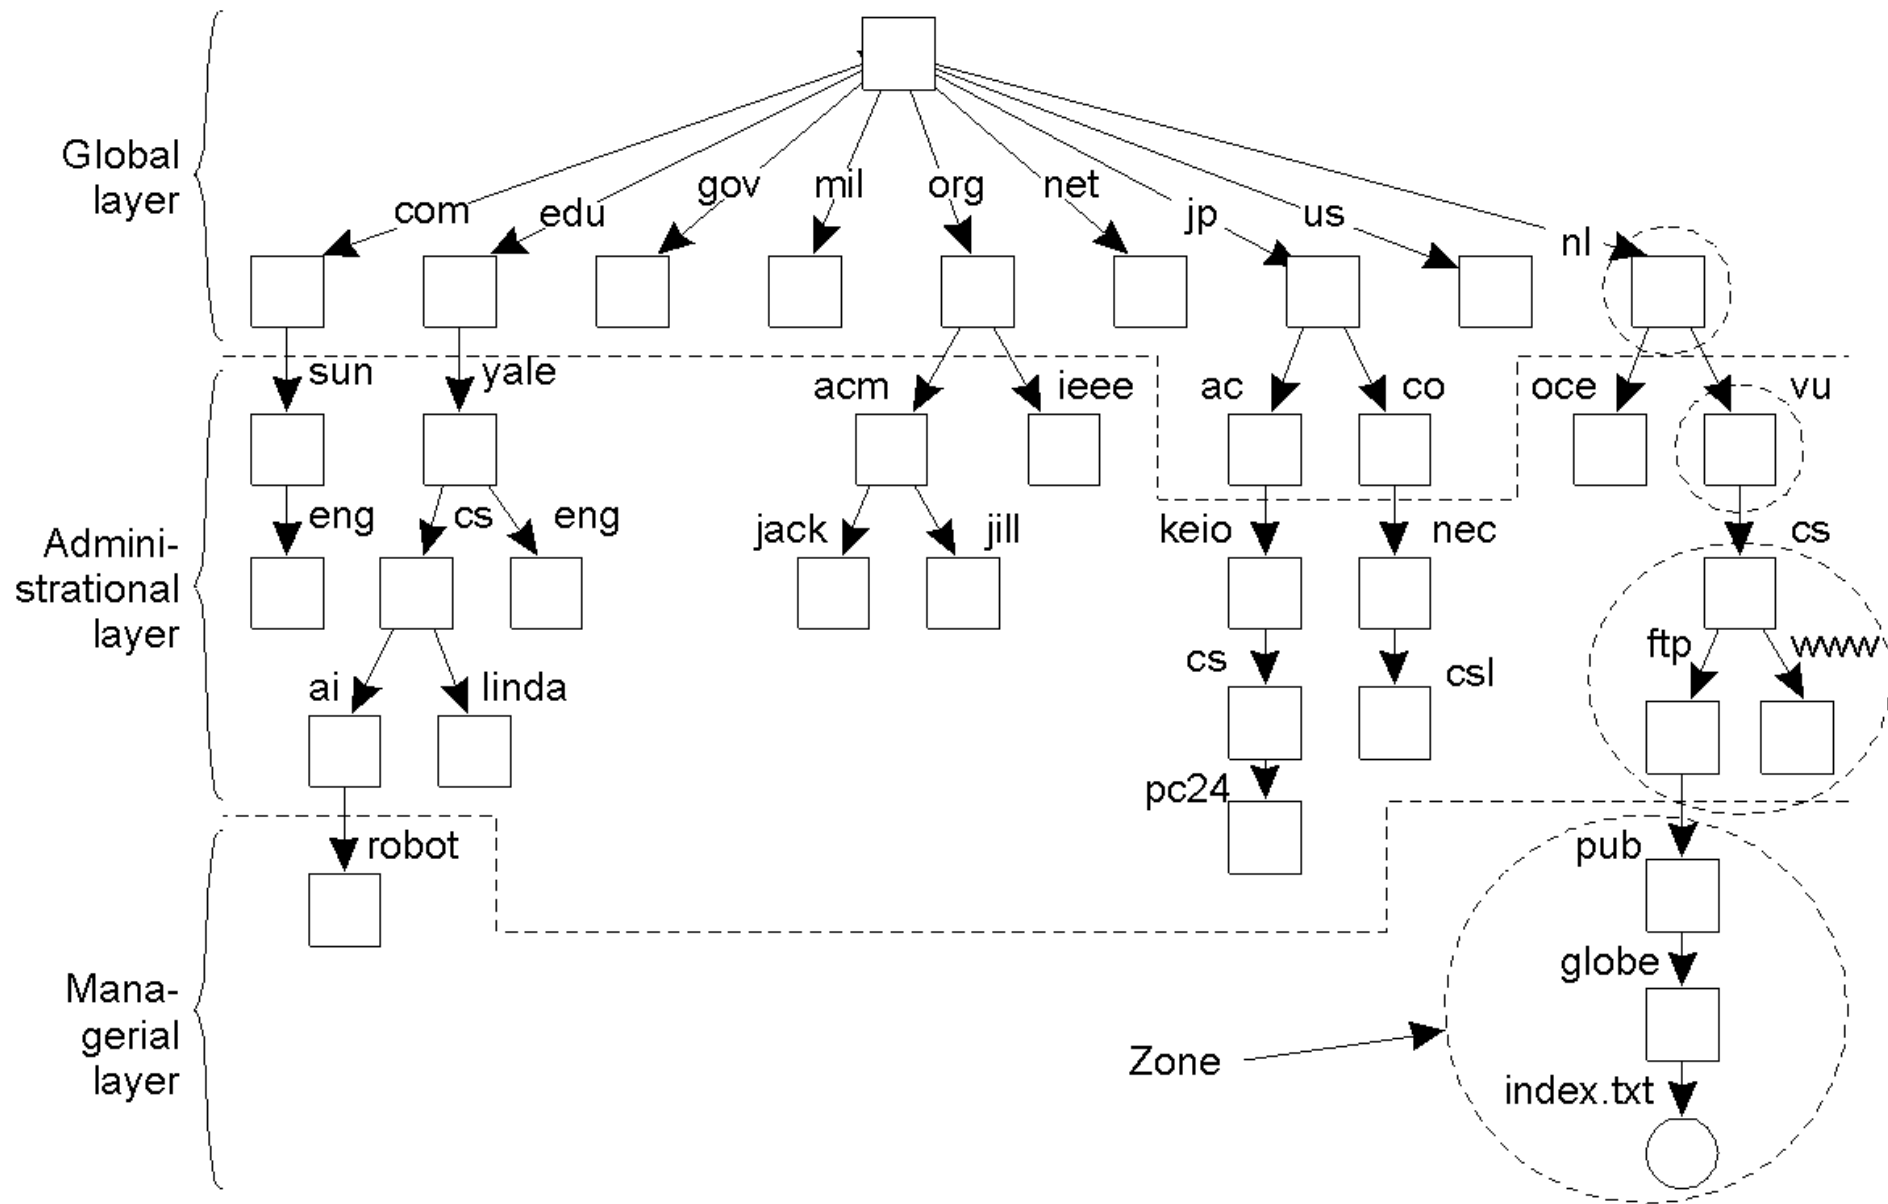 Global
layer
com
edu
gov
mil
org
net
jp
us
nl
sun
yale
acm
ieee
ac
co
oce
vu
Admini-
strational
layer
eng
cs
eng
jack
jill
keio
nec
cs
ai
linda
cs
csl
ftp
www
pc24
robot
pub
Mana-
gerial
layer
globe
Zone
index.txt